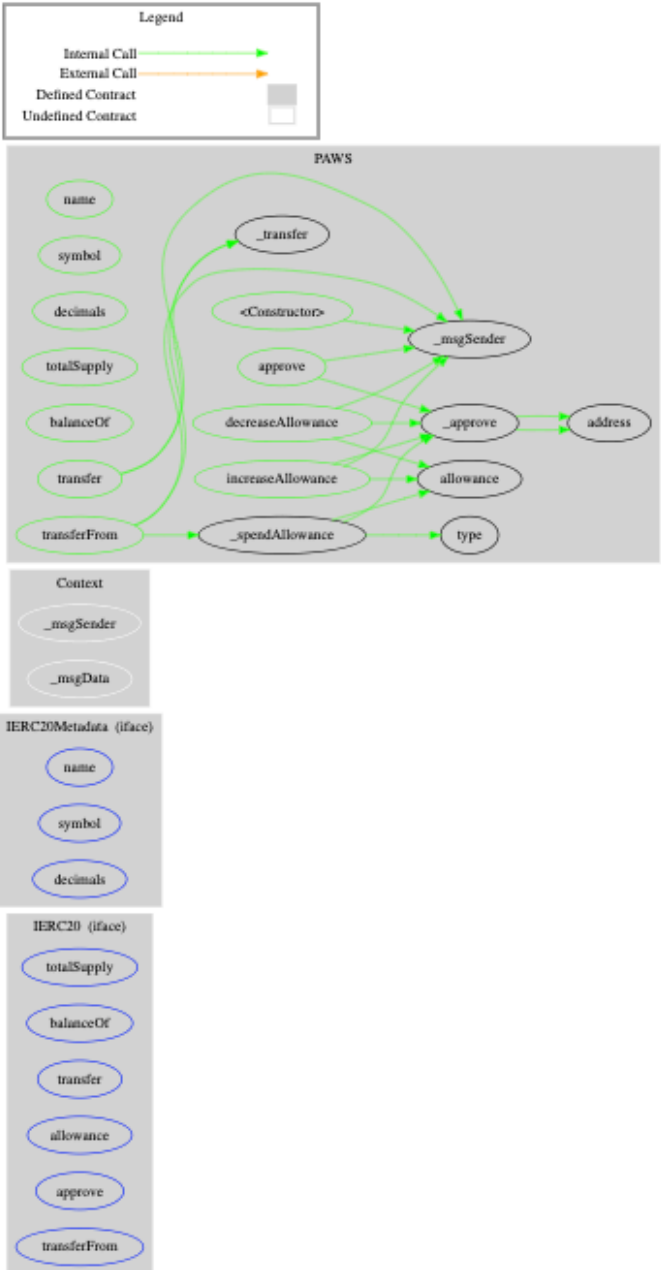 Legend
Internal Call
External Call
Defined Contract
Undefined Contract
PAWS
name
symbol
decimals
totalSupply
balanceOf
transfer
transferFrom
_transfer
<Constructor>
approve
decreaseAllowance
increaseAllowance
_spendAllowance
_msgSender
_approve
allowance
type
address
Context
_msgSender
_msgData
IERC20Metadata (iface)
name
symbol
decimals
IERC20 (iface)
totalSupply
balanceOf
transfer
allowance
approve
transferFrom